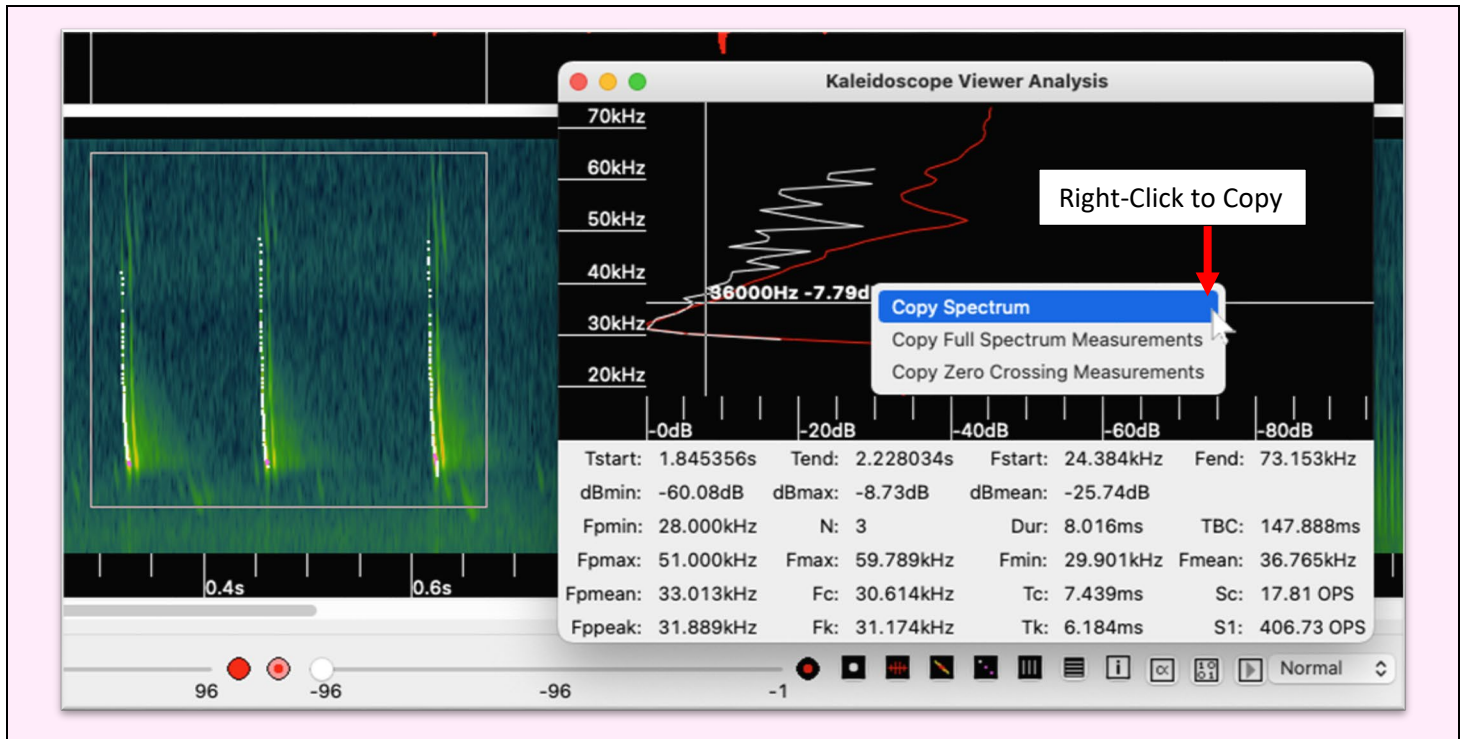 Kaleidoscope Viewer Analysis
70kHz
60kHz
Right-Click to Copy
50kHz
40kHz
36000Hz -7.79d
Copy Spectrum
30kHz
Copy Full Spectrum Measurements
Copy Zero Crossing Measurements
20kHz
-0dB -20dB -40dB -60dB -80dB
Tstart: 1.845356s Tend: 2.228034s Fstart: 24.384kHz Fend: 73.153kHz
dBmin: -60.08dB dBmax: -8.73dB dBmean: -25.74dB
Fpmin: 28.000kHz N: 3 Dur: 8.016ms TBC: 147.888ms
Fpmax: 51.000kHz Fmax: 59.789kHz Fmin: 29.901kHz Fmean: 36.765kHz
0.4s 0.6s
Fpmean: 33.013kHz Fc: 30.614kHz Tc: 7.439ms Sc: 17.81 OPS
Fppeak: 31.889kHz Fk: 31.174kHz Tk: 6.184ms S1: 406.73 OPS
i α 10 01 Normal
96 -96 -96 -1